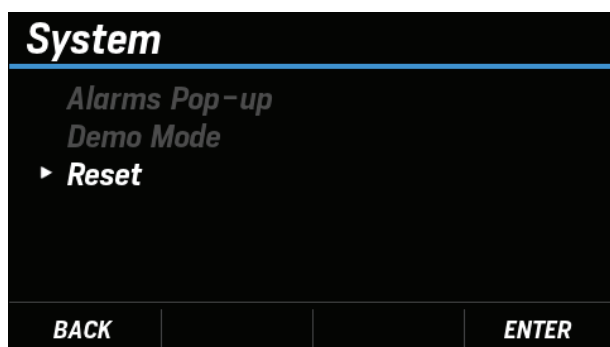 System
Alarms Pop-up
Demo Mode
Reset
BACK ENTER